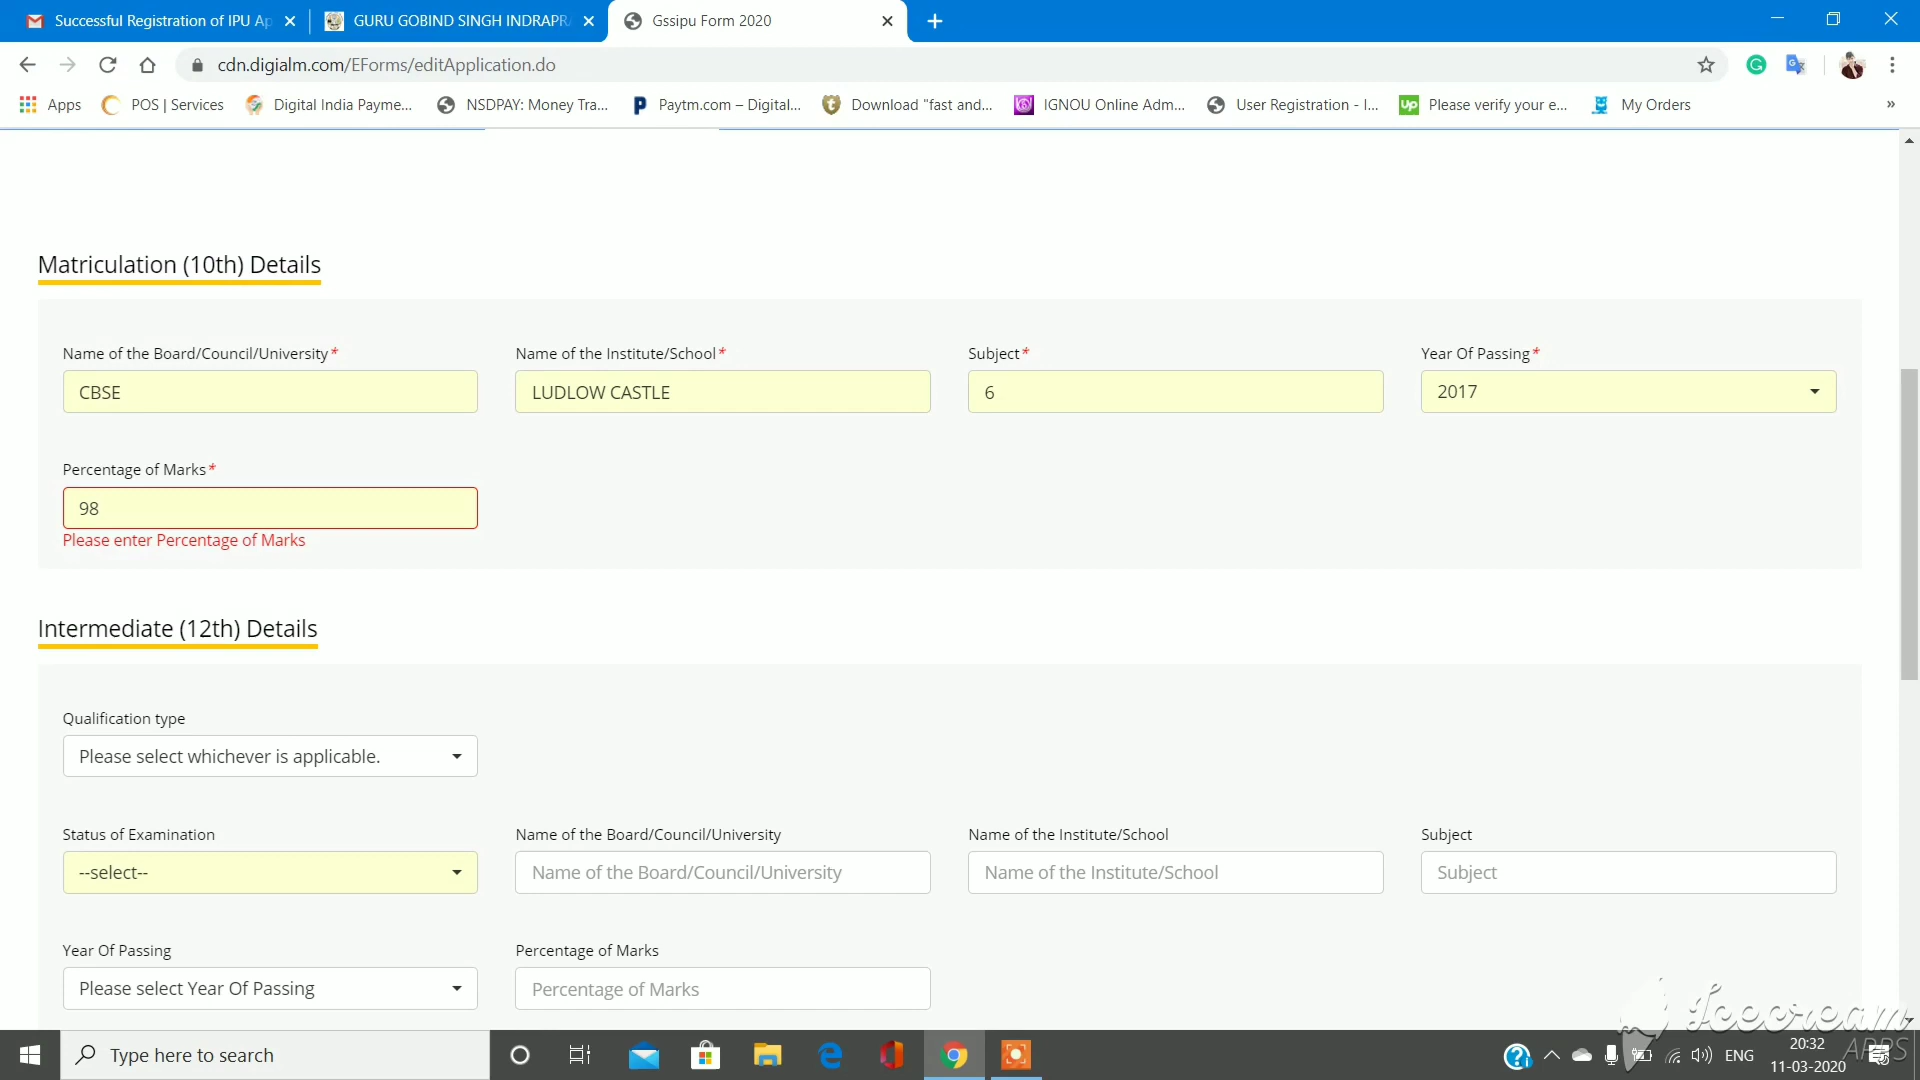 Successful Registration of IPU Ap
GURU GOBIND SINGH INDRAPRA
Gssipu Form 2020
cdn.digialm.com/EForms/editApplication.do
Apps
POS | Services
Digital India Payme...
NSDPAY: Money Tra...
Paytm.com – Digital...
Download "fast and...
IGNOU Online Adm...
User Registration - I...
up
Please verify your e...
My Orders
»
Matriculation (10th) Details
Name of the Board/Council/University*
Name of the Institute/School*
Subject*
Year Of Passing*
CBSE
LUDLOW CASTLE
6
2017
Percentage of Marks*
98
Please enter Percentage of Marks
Intermediate (12th) Details
Qualification type
Please select whichever is applicable.
Status of Examination
Name of the Board/Council/University
Name of the Institute/School
Subject
--select--
Name of the Board/Council/University
Name of the Institute/School
Subject
Year Of Passing
Percentage of Marks
Please select Year Of Passing
Percentage of Marks
Icecream
APPS
Type here to search
ENG
20:32
11-03-2020